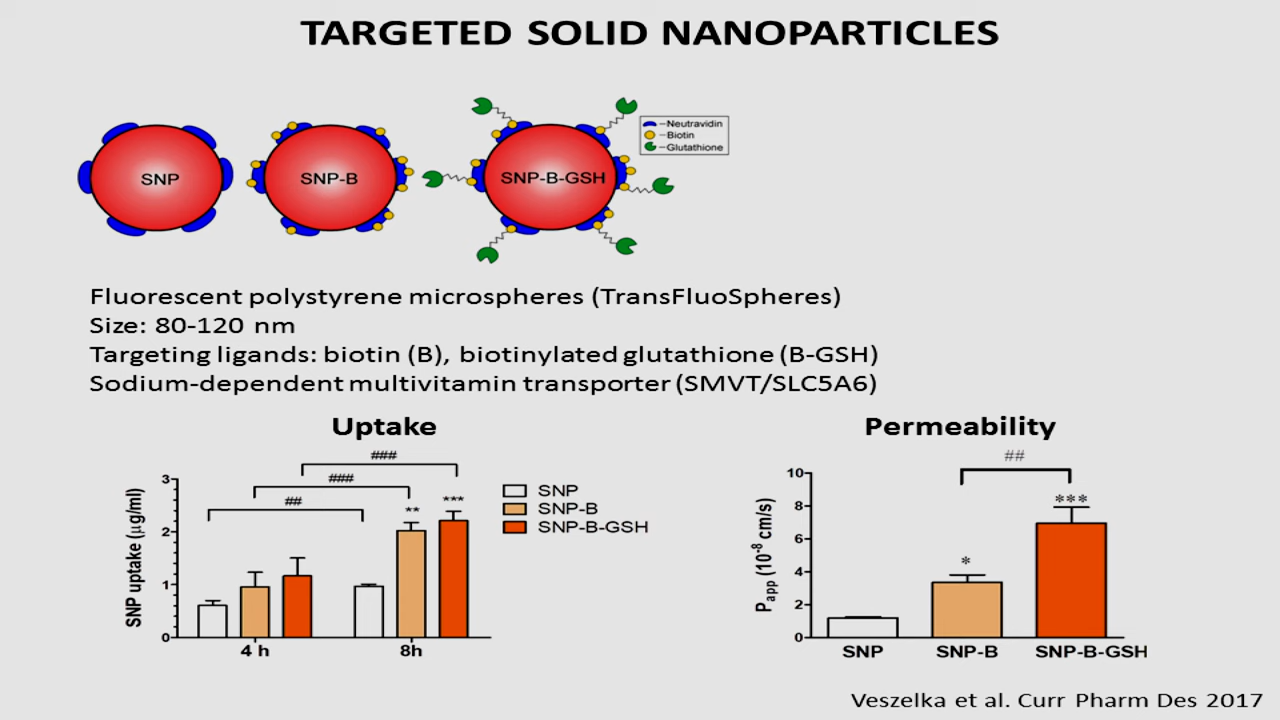 TARGETED SOLID NANOPARTICLES
SNP
SNP-B
SNP-B-GSH
–Neutravidin
–Biotin
–Glutathione
Fluorescent polystyrene microspheres (TransFluoSpheres)
Size: 80-120 nm
Targeting ligands: biotin (B), biotinylated glutathione (B-GSH)
Sodium-dependent multivitamin transporter (SMVT/SLC5A6)
Uptake
###
###
##
**
***
SNP uptake (µg/ml)
3
2
1
0
4 h
8h
SNP
SNP-B
SNP-B-GSH
Permeability
##
***
*
Papp (10-8 cm/s)
10
8
6
4
2
0
SNP
SNP-B
SNP-B-GSH
Veszelka et al. Curr Pharm Des 2017